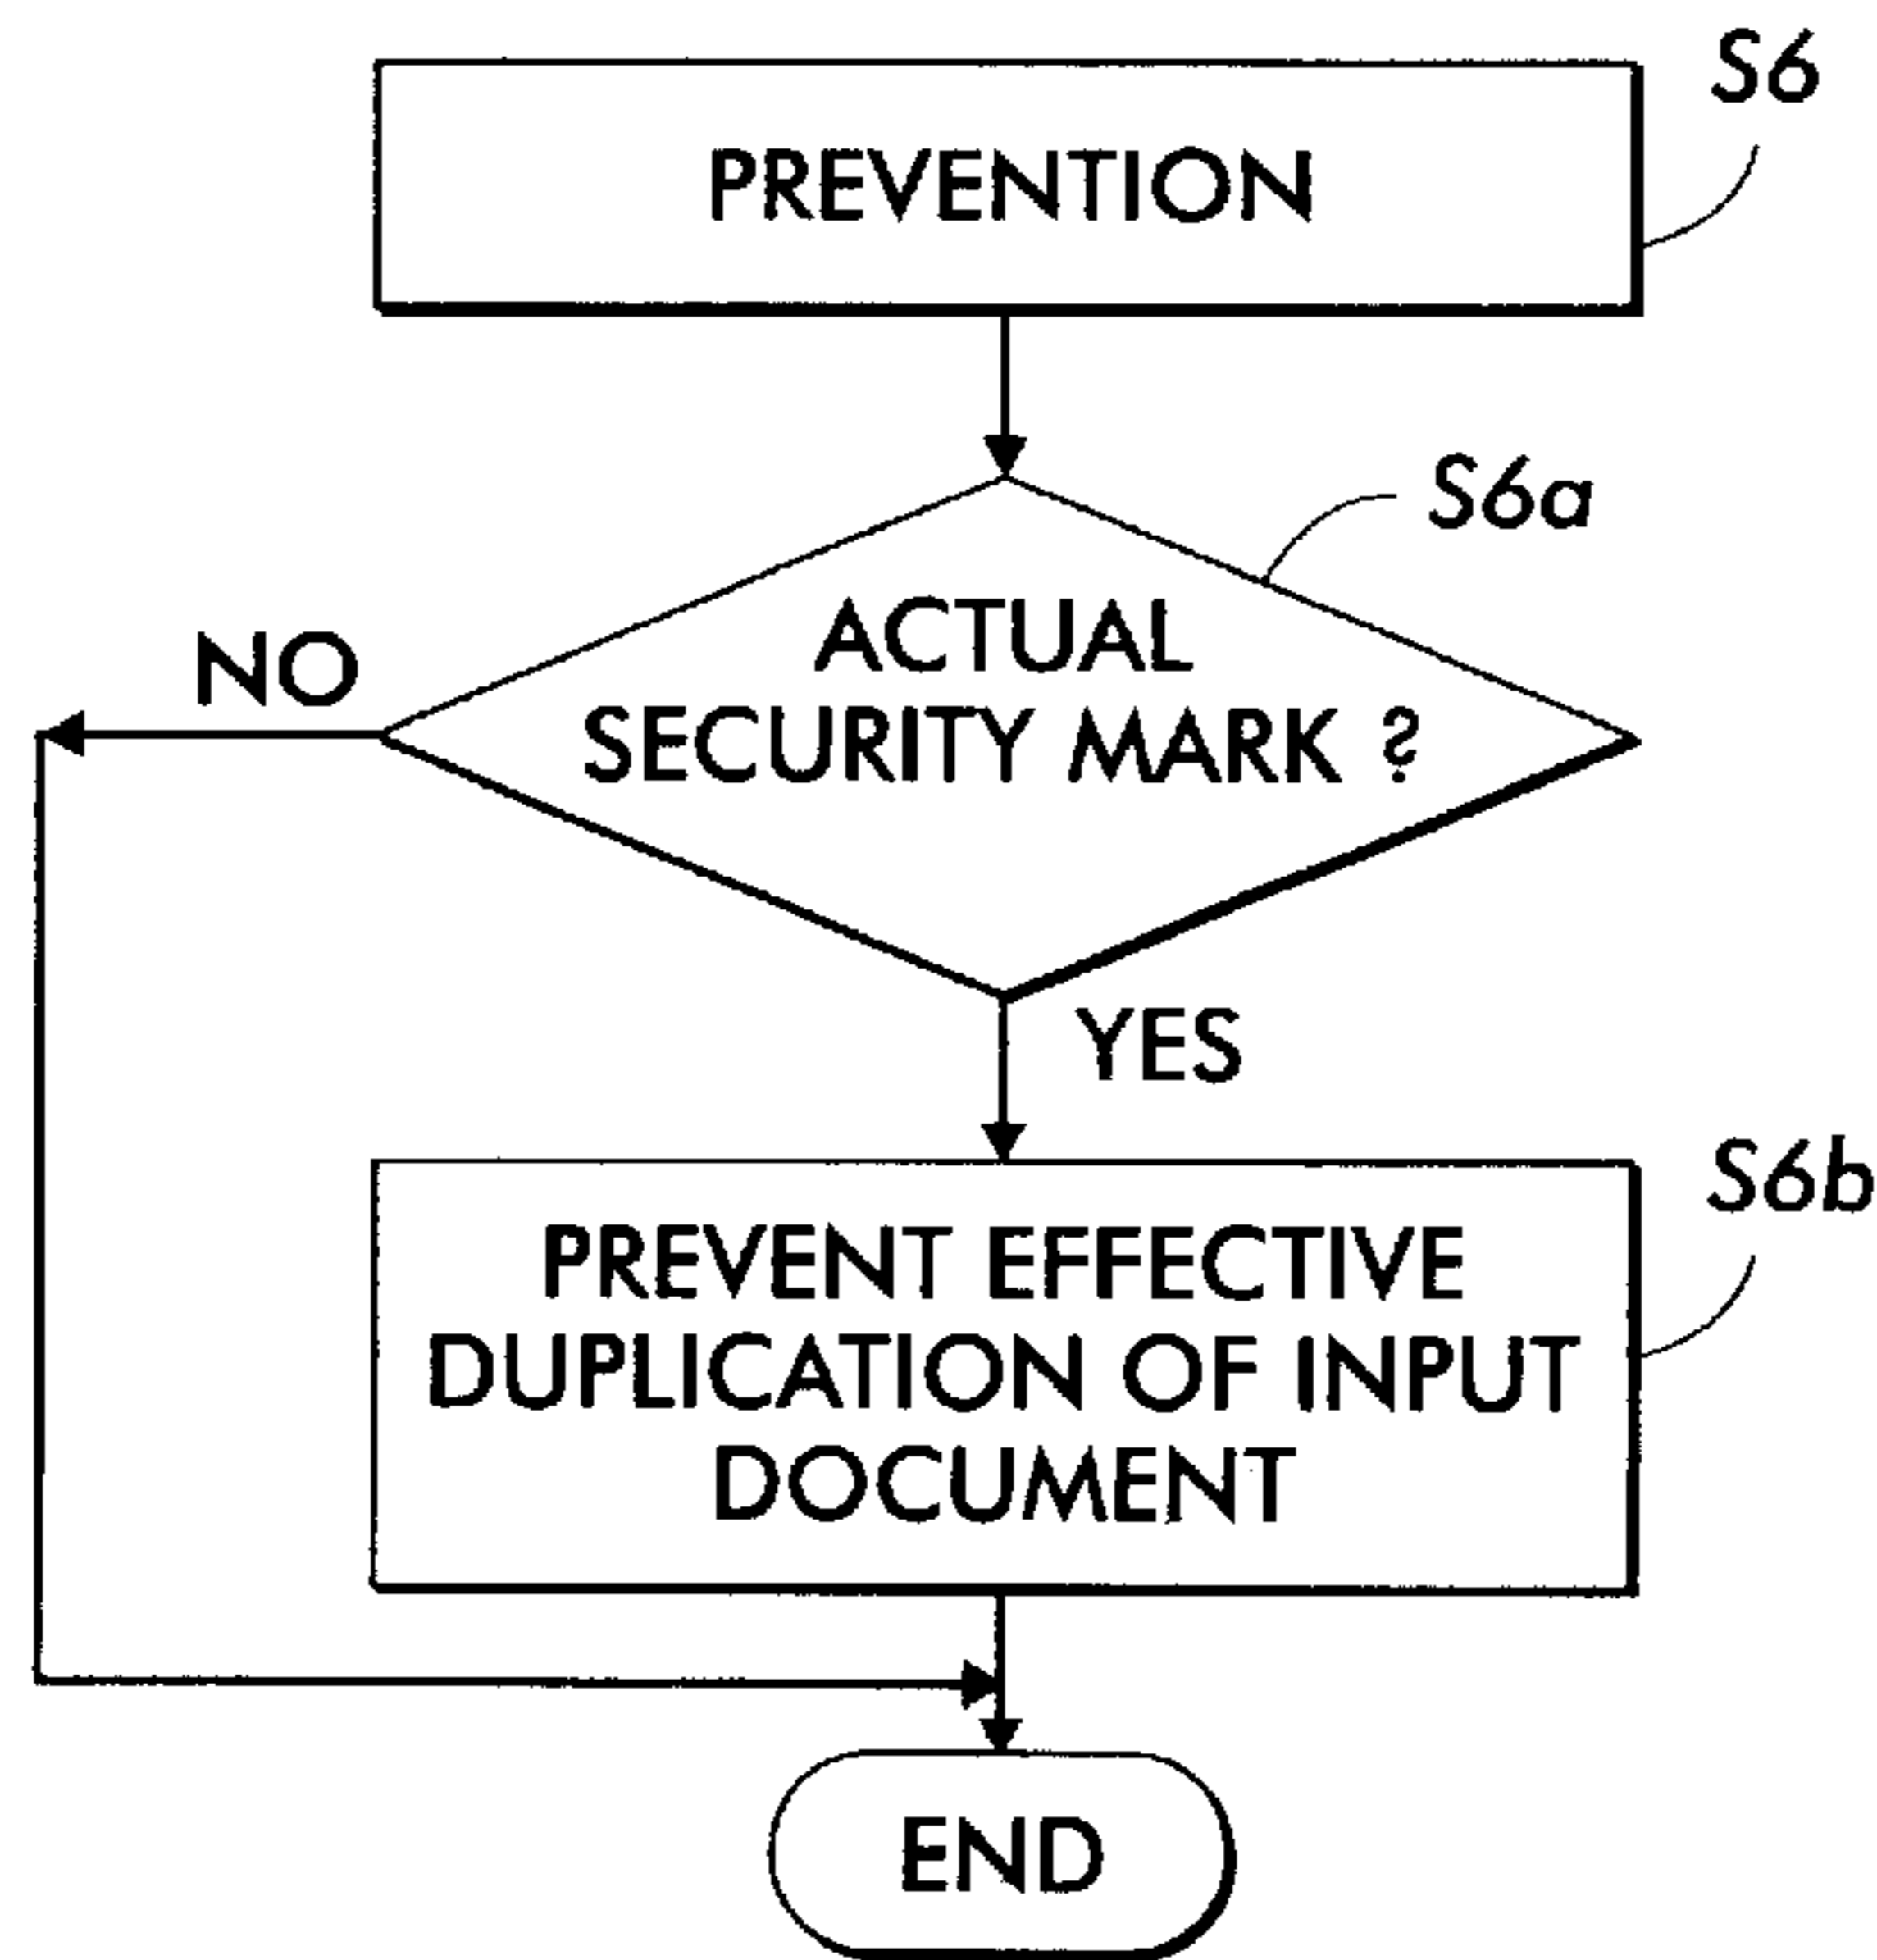 S6
PREVENTION
S6a
ACTUAL
SECURITY MARK ?
NO
YES
S6b
PREVENT EFFECTIVE
DUPLICATION OF INPUT
DOCUMENT
END